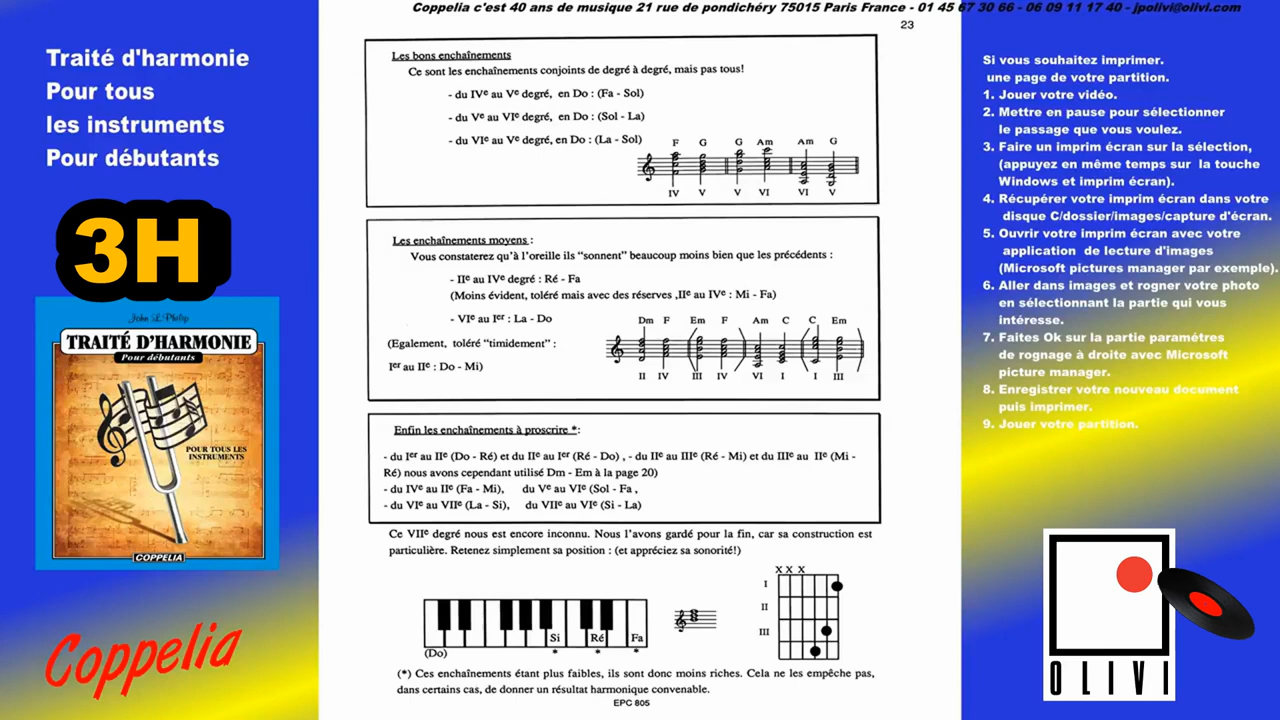 Coppelia c'est 40 ans de musique 21 rue de pondichéry 75015 Paris France - 01 45 67 30 66 - 06 09 11 17 40 - jpolivi@olivi.com
Traité d'harmonie
Pour tous
les instruments
Pour débutants
3H
John L. Philip
TRAITÉ D'HARMONIE
Pour débutants
POUR TOUS LES
INSTRUMENTS
COPPELIA
Coppelia
23
Les bons enchaînements
Ce sont les enchaînements conjoints de degré à degré, mais pas tous!
- du IVe au Ve degré, en Do : (Fa - Sol)
- du Ve au VIe degré, en Do : (Sol - La)
- du VIe au Ve degré, en Do : (La - Sol)
F G G Am Am G
IV V V VI VI V
Les enchaînements moyens :
Vous constaterez qu'à l'oreille ils "sonnent" beaucoup moins bien que les précédents :
- IIe au IVe degré : Ré - Fa
(Moins évident, toléré mais avec des réserves ,IIe au IVe : Mi - Fa)
- VIe au Ier : La - Do
(Egalement, toléré "timidement" :
Ier au IIe : Do - Mi)
Dm F Em F Am C C Em
II IV III IV VI I I III
Enfin les enchaînements à proscrire *:
- du Ier au IIe (Do - Ré) et du IIe au Ier (Ré - Do) , - du IIe au IIIe (Ré - Mi) et du IIIe au IIe (Mi -
Ré) nous avons cependant utilisé Dm - Em à la page 20)
- du IVe au IIe (Fa - Mi), du Ve au VIe (Sol - Fa ,
- du VIe au VIIe (La - Si), du VIIe au VIe (Si - La)
Ce VIIe degré nous est encore inconnu. Nous l'avons gardé pour la fin, car sa construction est
particulière. Retenez simplement sa position : (et appréciez sa sonorité!)
Si Ré Fa
(Do) * * *
X X X
I
II
III
(*) Ces enchaînements étant plus faibles, ils sont donc moins riches. Cela ne les empêche pas,
dans certains cas, de donner un résultat harmonique convenable.
EPC 805
Si vous souhaitez imprimer.
une page de votre partition.
1. Jouer votre vidéo.
2. Mettre en pause pour sélectionner
le passage que vous voulez.
3. Faire un imprim écran sur la sélection,
(appuyez en même temps sur la touche
Windows et imprim écran).
4. Récupérer votre imprim écran dans votre
disque C/dossier/images/capture d'écran.
5. Ouvrir votre imprim écran avec votre
application de lecture d'images
(Microsoft pictures manager par exemple).
6. Aller dans images et rogner votre photo
en sélectionnant la partie qui vous
intéresse.
7. Faites Ok sur la partie paramétres
de rognage à droite avec Microsoft
picture manager.
8. Enregistrer votre nouveau document
puis imprimer.
9. Jouer votre partition.
OLIVI